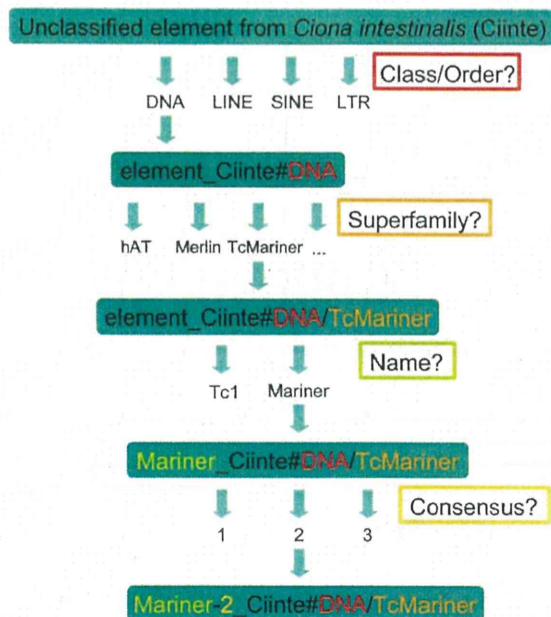 Unclassified element from Ciona intestinalis (Ciinte)
Class/Order?
DNA LINE SINE LTR
element_Ciinte#DNA
Superfamily?
hAT Merlin TcMariner ...
element_Ciinte#DNA/TcMariner
Name?
Tc1 Mariner
Mariner_Ciinte#DNA/TcMariner
Consensus?
1 2 3
Mariner-2_Ciinte#DNA/TcMariner